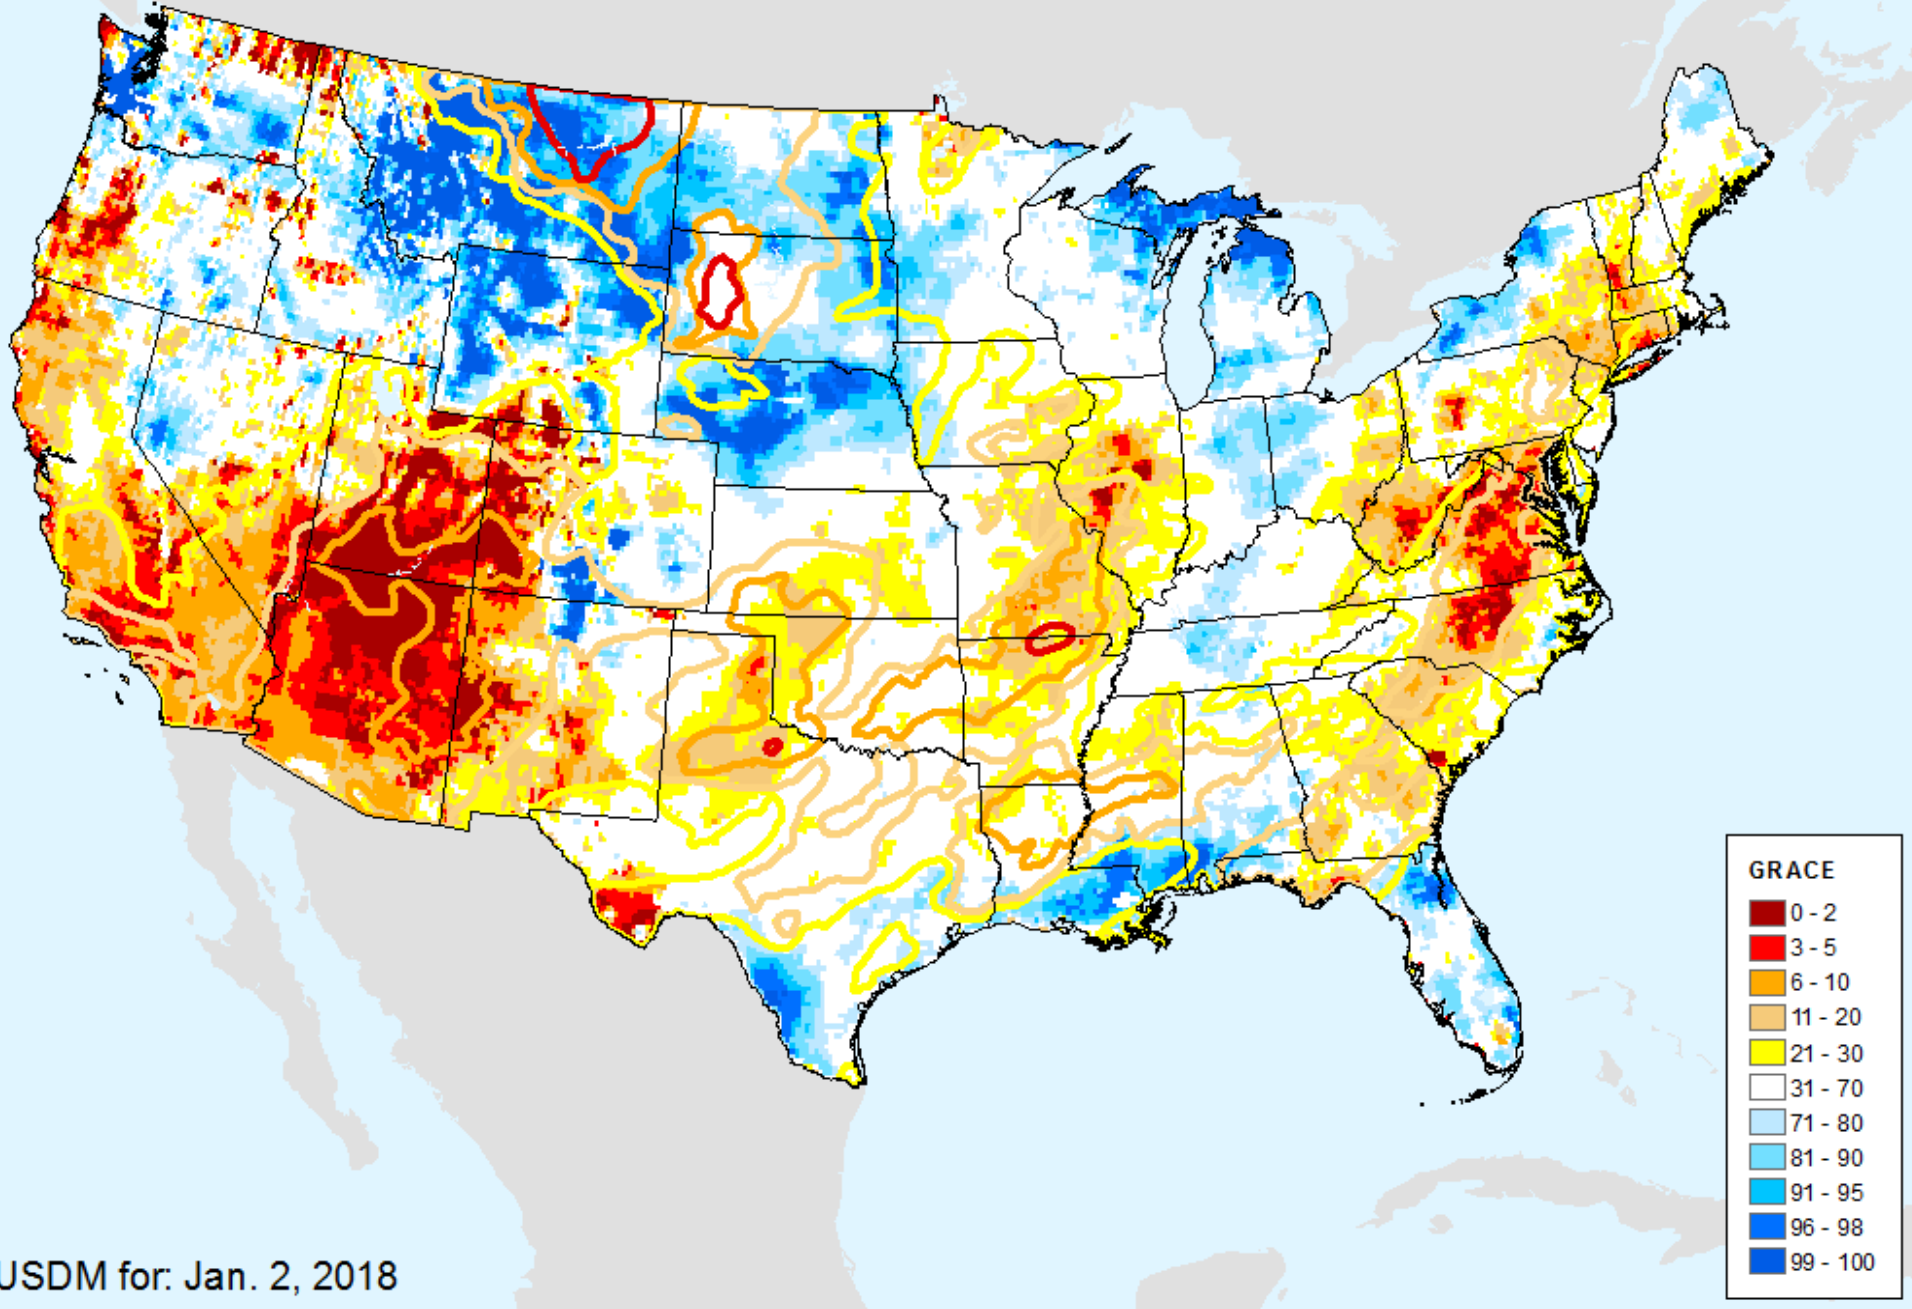 GRACE
0 - 2
3 - 5
6 - 10
11 - 20
21 - 30
31 - 70
71 - 80
81 - 90
91 - 95
96 - 98
99 - 100
USDM for: Jan. 2, 2018